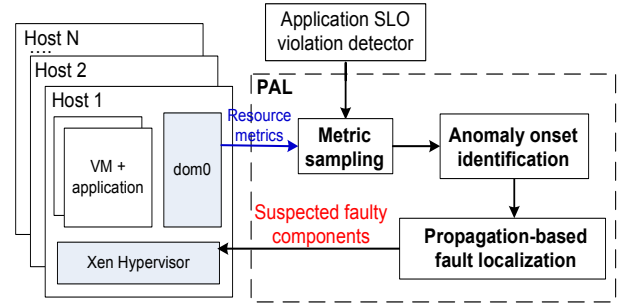 Host N
....
Host 2
Host 1
VM +
application
dom0
Xen Hypervisor
Resource
metrics
Application SLO
violation detector
PAL
Metric
sampling
Anomaly onset
identification
Suspected faulty
components
Propagation-based
fault localization